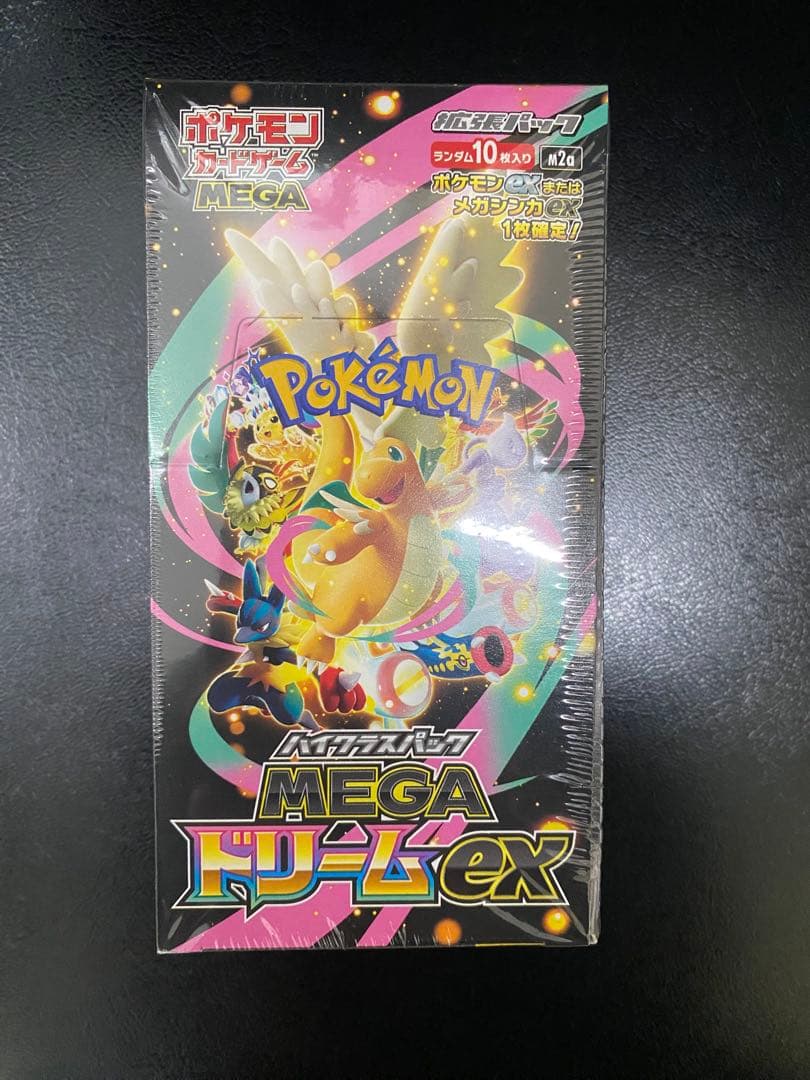 ポケモン
カードゲーム™
MEGA
拡張パック
ランダム10枚入り M2a
ポケモンexまたは
メガシンカex
1枚確定!
POKÉMON
ハイクラスパック
MEGA
ドリームex